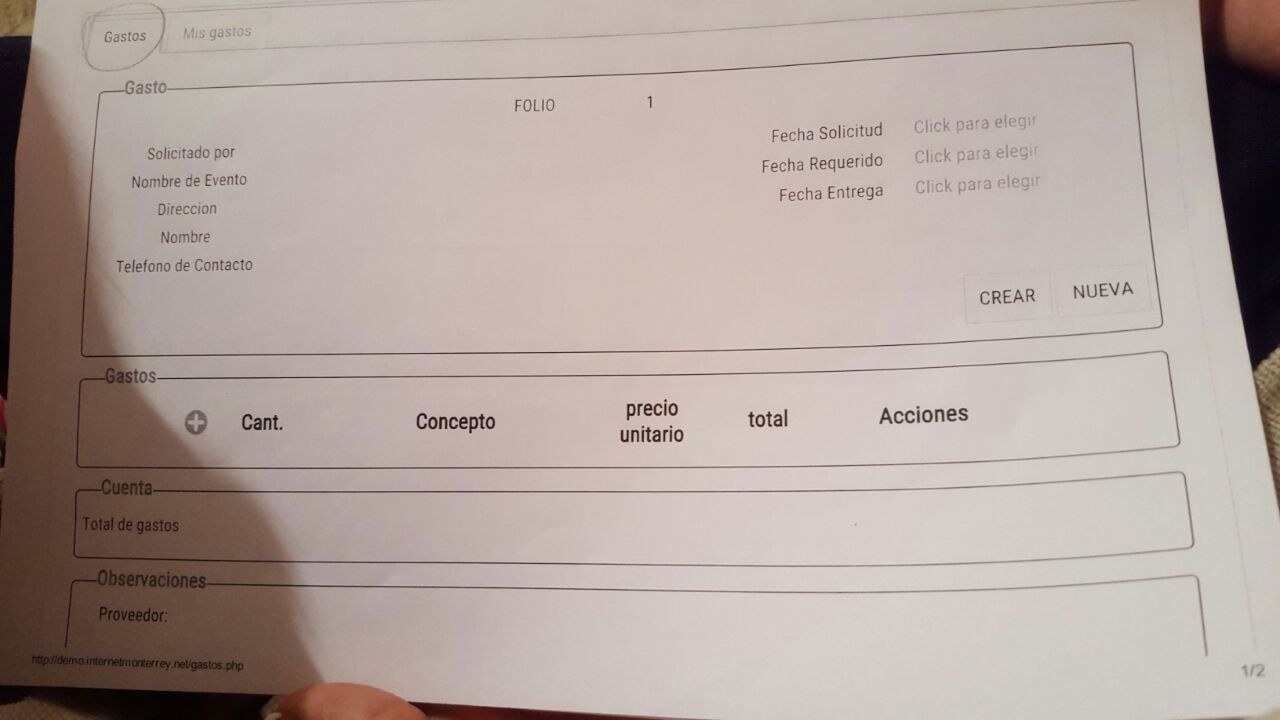 Gastos Mis gastos
Gasto
FOLIO 1
Fecha Solicitud Click para elegir
Solicitado por
Fecha Requerido Click para elegir
Nombre de Evento
Fecha Entrega Click para elegir
Direccion
Nombre
Telefono de Contacto
CREAR NUEVA
Gastos
Cant. Concepto precio unitario total Acciones
Cuenta
Total de gastos
Observaciones
Proveedor:
http://demo.internetmonterrey.net/gastos.php 1/2